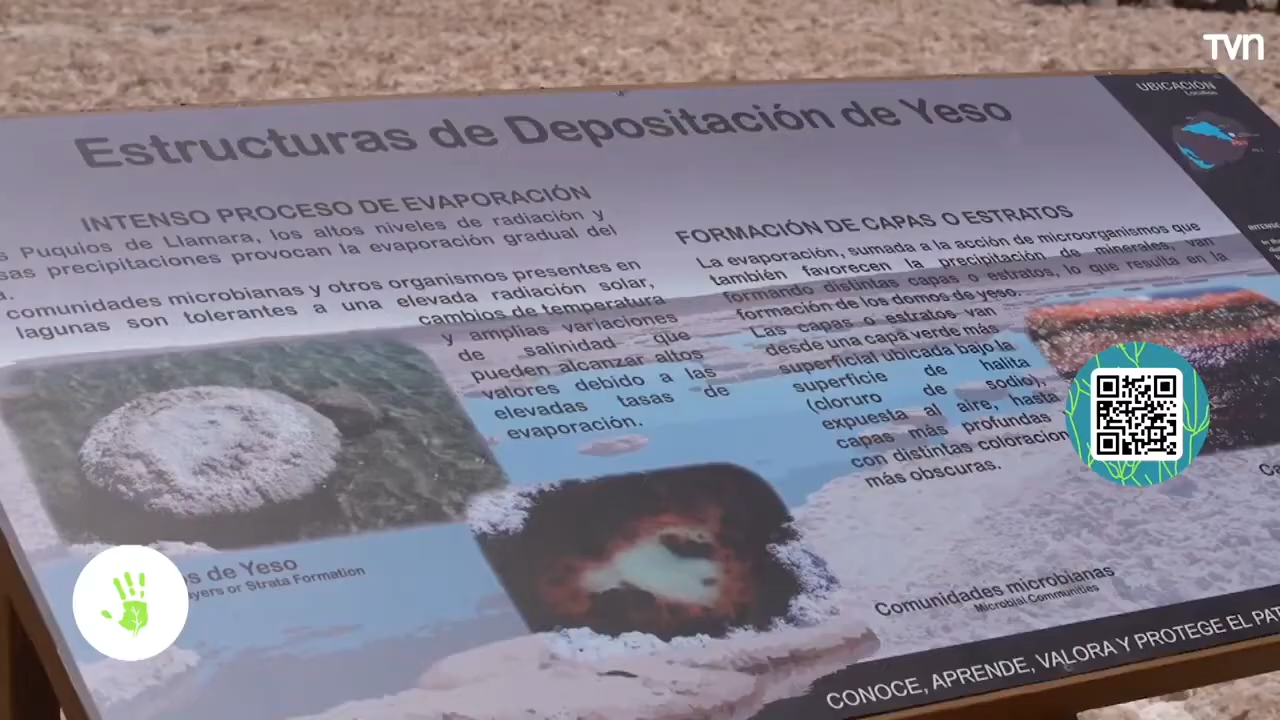 TVN
Estructuras de Depositación de Yeso
UBICACIÓN
Location
INTENSO PROCESO DE EVAPORACIÓN
Puquios de Llamara, los altos niveles de radiación y
precipitaciones provocan la evaporación gradual del
comunidades microbianas y otros organismos presentes en
lagunas son tolerantes a una elevada radiación solar,
cambios de temperatura
y amplias variaciones
de salinidad que
pueden alcanzar altos
valores debido a las
elevadas tasas de
evaporación.
FORMACIÓN DE CAPAS O ESTRATOS
La evaporación, sumada a la acción de microorganismos que
también favorecen la precipitación de minerales, van
formando distintas capas o estratos, lo que resulta en la
formación de los domos de yeso.
Las capas o estratos van
desde una capa verde más
superficial ubicada bajo la
superficie de halita
(cloruro de sodio),
expuesta al aire, hasta
capas más profundas
con distintas coloracion
más obscuras.
de Yeso
ayers or Strata Formation
Comunidades microbianas
Microbial Communities
CONOCE, APRENDE, VALORA Y PROTEGE EL PAT